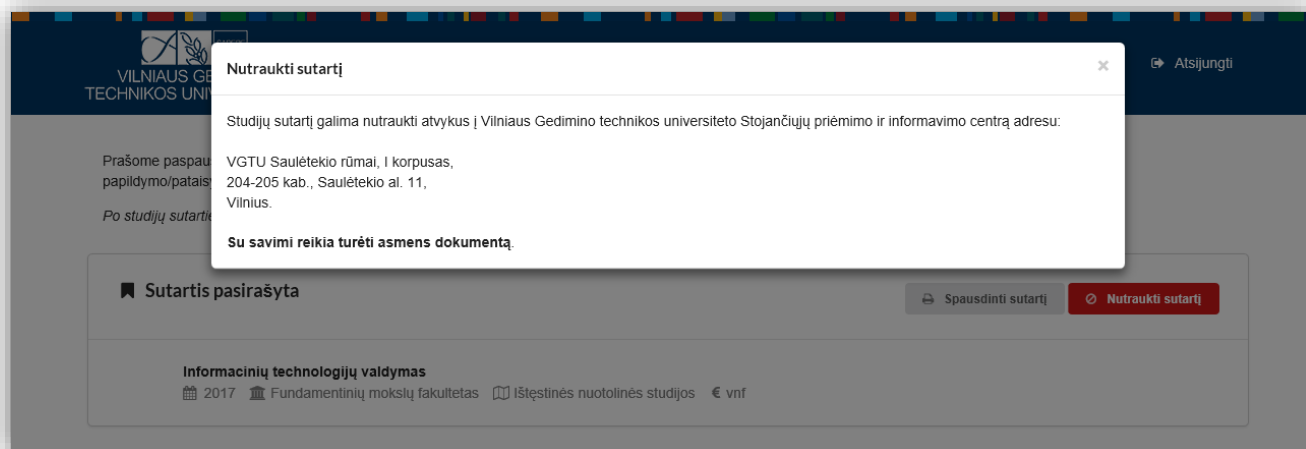 VILNIAUS GE
TECHNIKOS UNIV
Atsijungti
Nutraukti sutartį
×
Studijų sutartį galima nutraukti atvykus į Vilniaus Gedimino technikos universiteto Stojančiųjų priėmimo ir informavimo centrą adresu:
VGTU Saulėtekio rūmai, I korpusas,
204-205 kab., Saulėtekio al. 11,
Vilnius.
Su savimi reikia turėti asmens dokumentą.
Prašome paspau
papildymo/patais
Po studijų sutartie
Sutartis pasirašyta
Spausdinti sutartį
Nutraukti sutartį
Informacinių technologijų valdymas
2017 Fundamentinių mokslų fakultetas Ištęstinės nuotolinės studijos € vnf